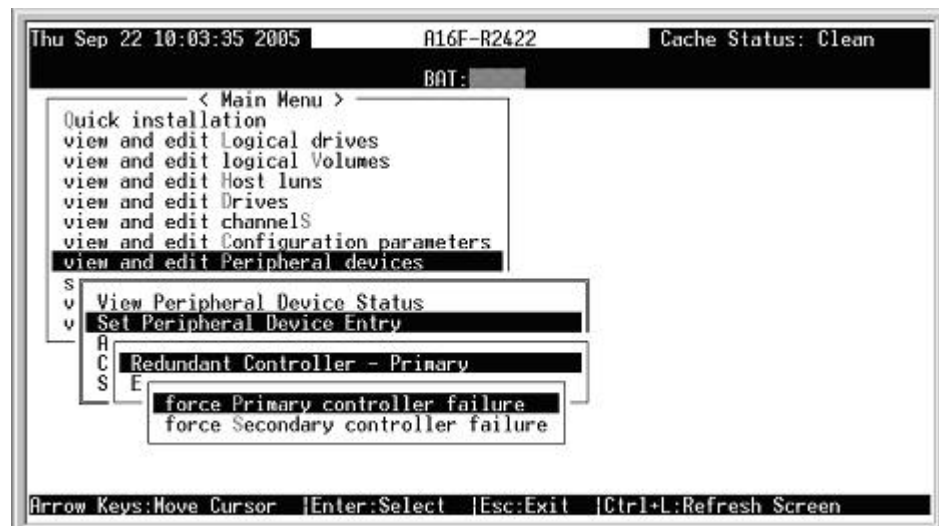 Thu Sep 22 10:03:35 2005 A16F-R2422 Cache Status: Clean
BAT:
< Main Menu >
Quick installation
view and edit Logical drives
view and edit logical Volumes
view and edit Host luns
view and edit Drives
view and edit channelS
view and edit Configuration parameters
view and edit Peripheral devices
s
v View Peripheral Device Status
v Set Peripheral Device Entry
A
C Redundant Controller - Primary
S E
force Primary controller failure
force Secondary controller failure
Arrow Keys:Move Cursor |Enter:Select |Esc:Exit |Ctrl+L:Refresh Screen